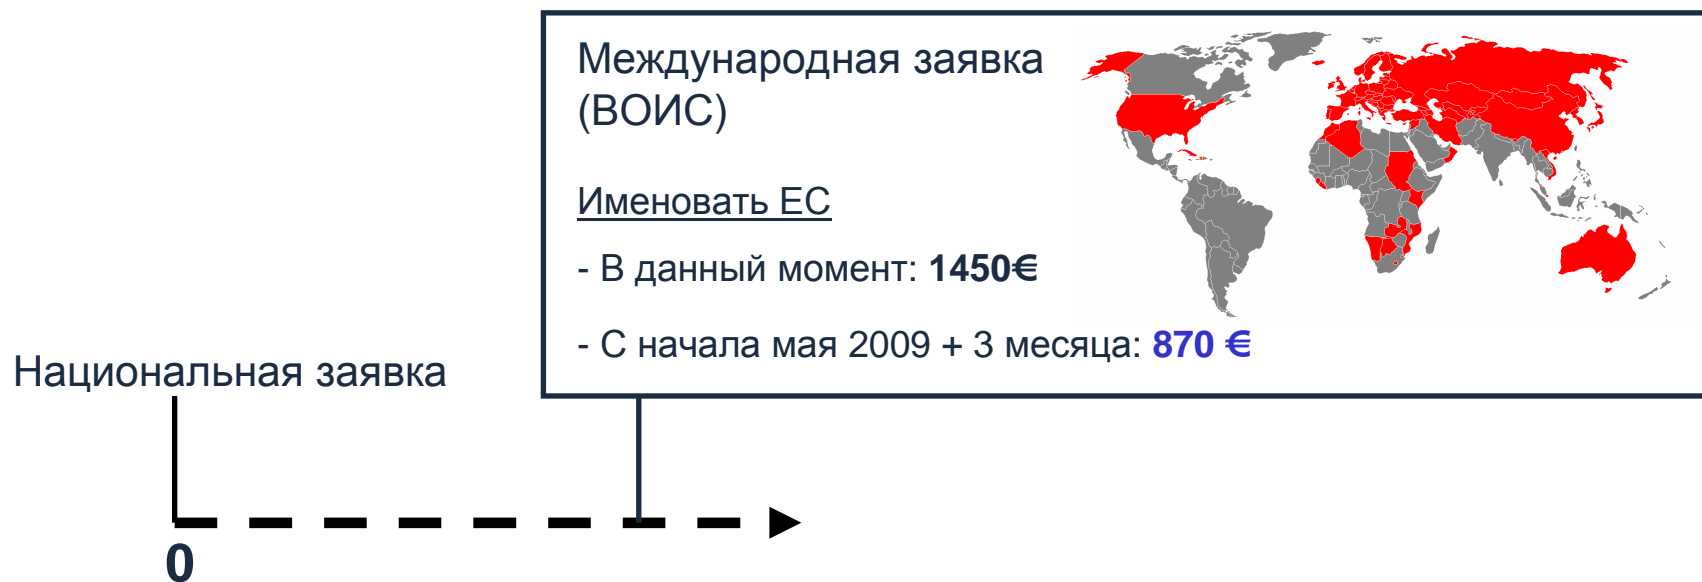 Международная заявка
(ВОИС)
Именовать ЕС
- В данный момент: 1450€
- С начала мая 2009 + 3 месяца: 870 €
Национальная заявка
0